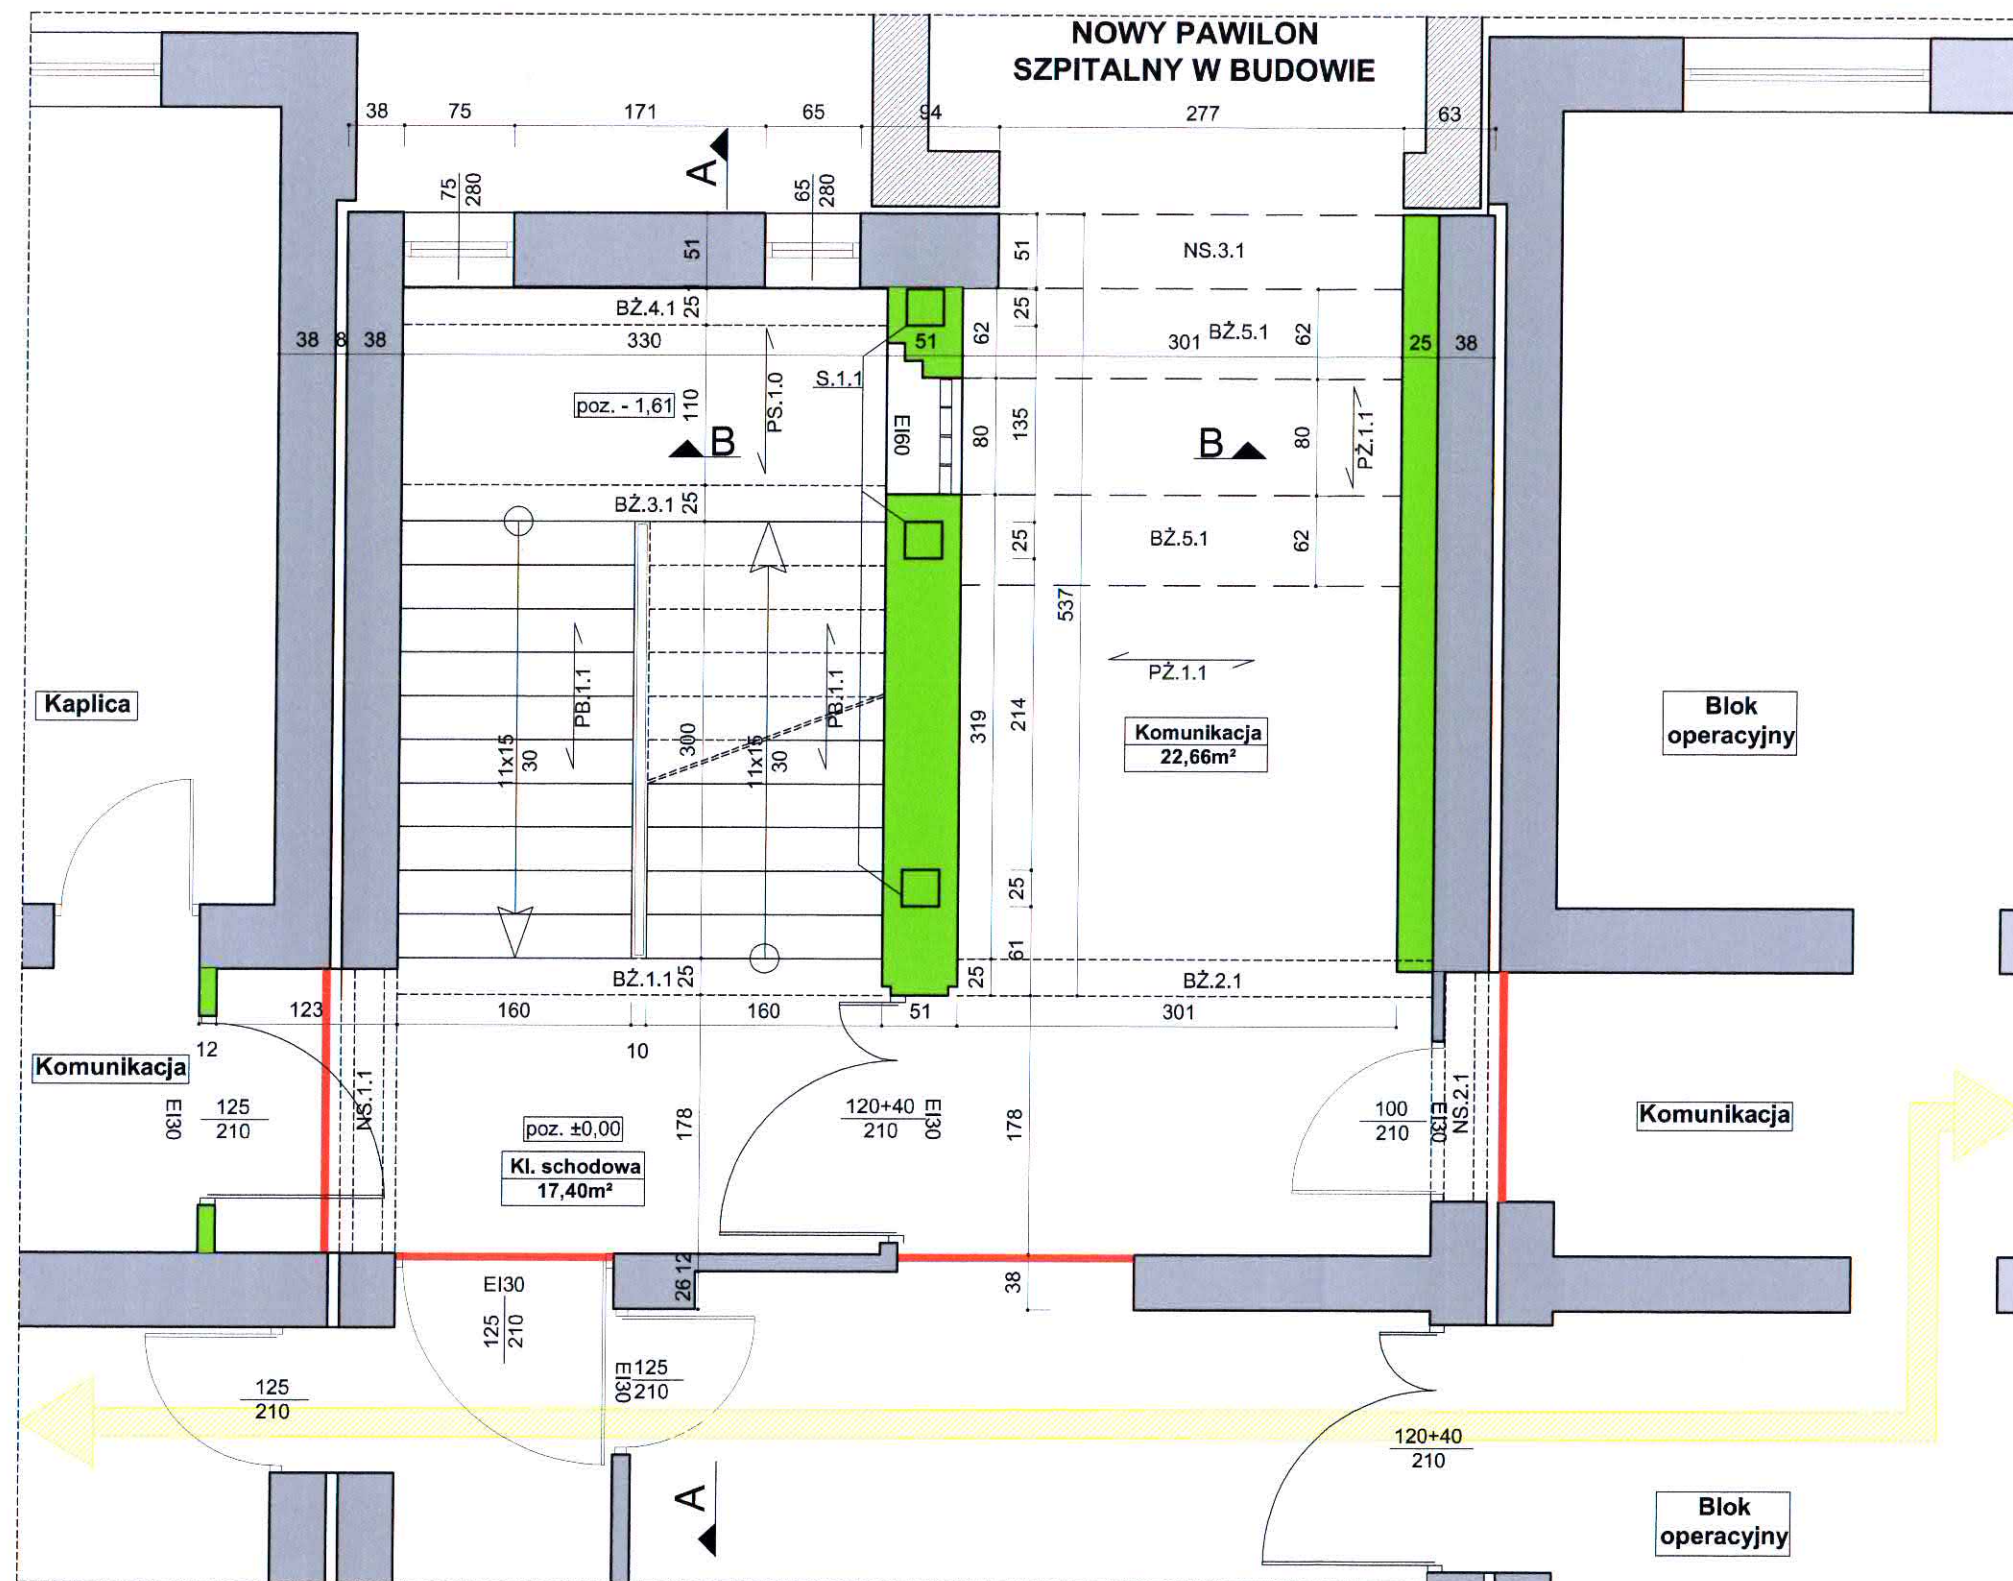 NOWY PAWILON
SZPITALNY W BUDOWIE
38
75
171
65
94
277
63
A
75
280
65
280
51
51
NS.3.1
BŻ.4.1
25
25
62
BŻ.5.1
62
38
8
38
330
51
301
25
38
S.1.1
PS.1.0
poz. - 1,61
110
EI60
80
135
80
PŻ.1.1
B
B
BŻ.3.1
25
25
BŻ.5.1
62
537
PB.1.1
PB.1.1
PŻ.1.1
Kaplica
11x15
30
300
11x15
30
319
214
Komunikacja
22,66m²
Blok
operacyjny
25
61
BŻ.1.1
25
25
BŻ.2.1
123
160
160
51
301
12
10
Komunikacja
EI30
125
210
NS.1.1
poz. ±0,00
Kl. schodowa
17,40m²
178
120+40
210
EI30
178
100
210
EI30
NS.2.1
Komunikacja
EI30
125
210
12
26
38
125
210
EI30
125
210
120+40
210
A
Blok
operacyjny